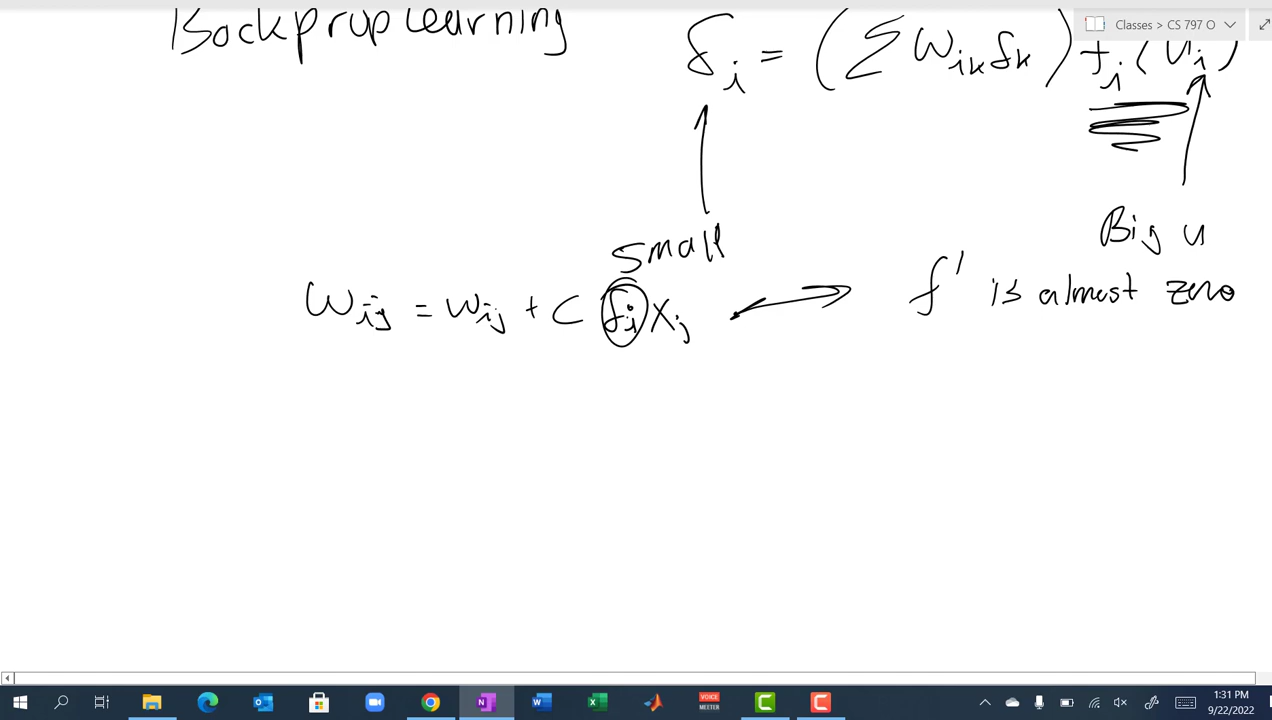 Backprop Learning
Classes > CS 797 O
δi = (Σ Wik δk) fi(ui)
Small
Big u
Wij = Wij + C δi Xj
f' is almost zero
VOICE
MEETER
1:31 PM
9/22/2022